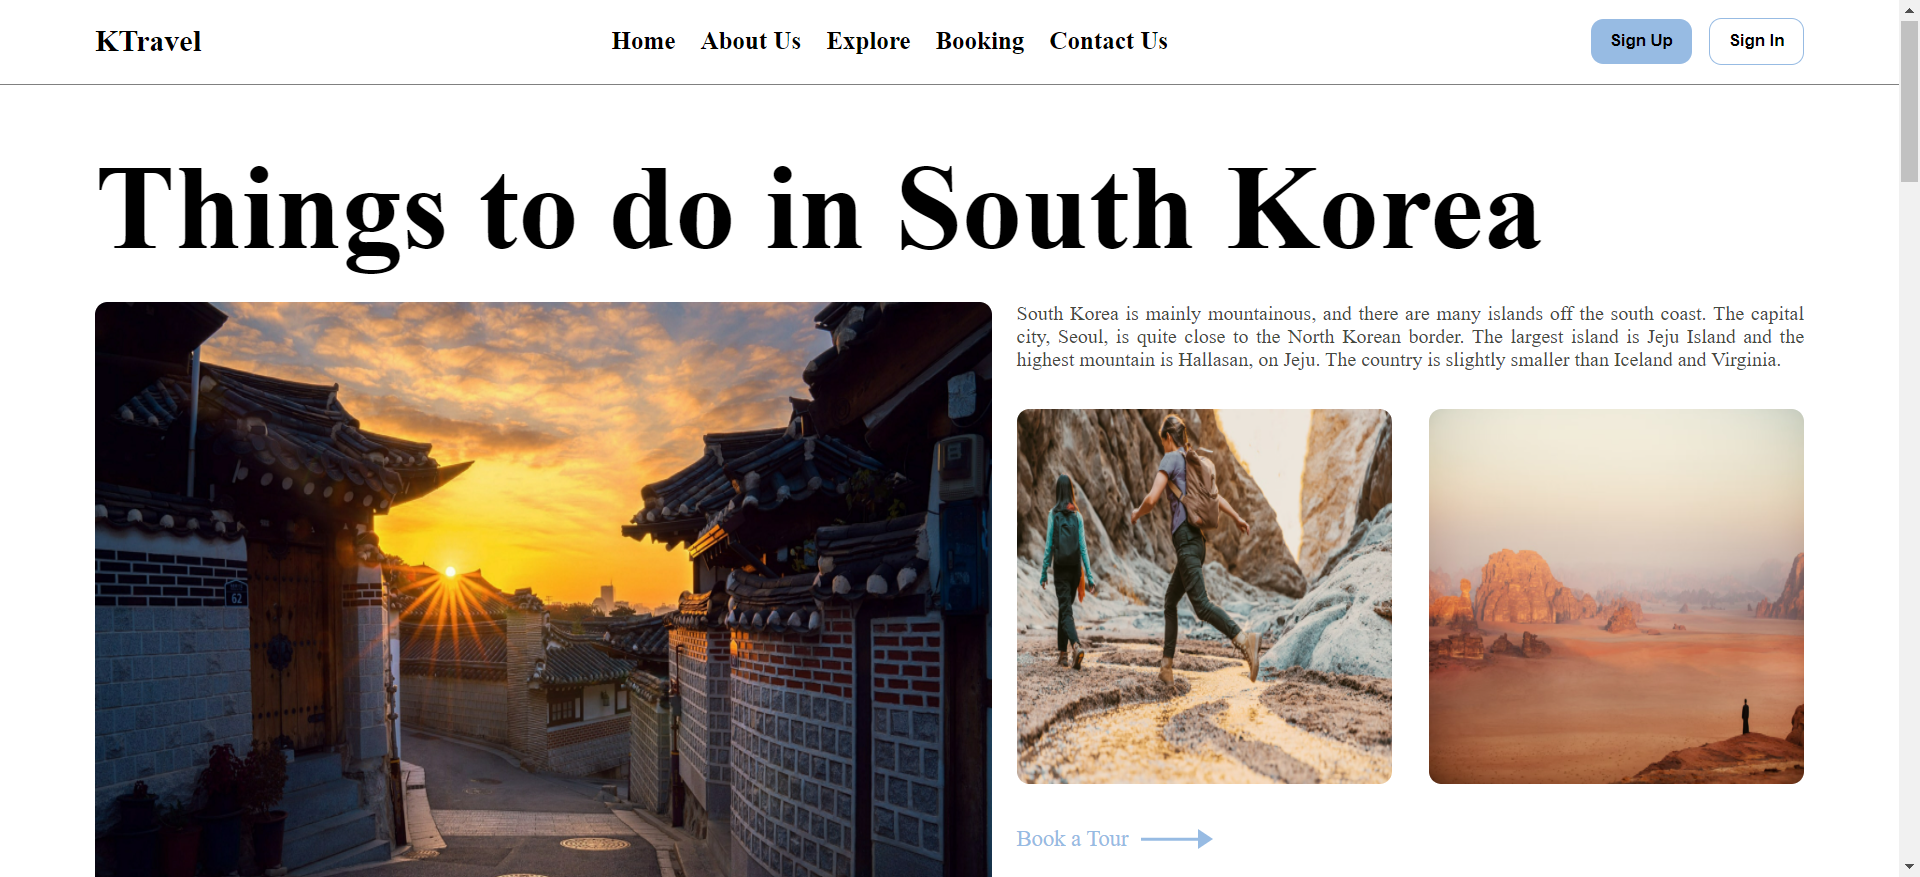 KTravel
Home About Us Explore Booking Contact Us
Sign Up Sign In
Things to do in South Korea
South Korea is mainly mountainous, and there are many islands off the south coast. The capital
city, Seoul, is quite close to the North Korean border. The largest island is Jeju Island and the
highest mountain is Hallasan, on Jeju. The country is slightly smaller than Iceland and Virginia.
62
Book a Tour